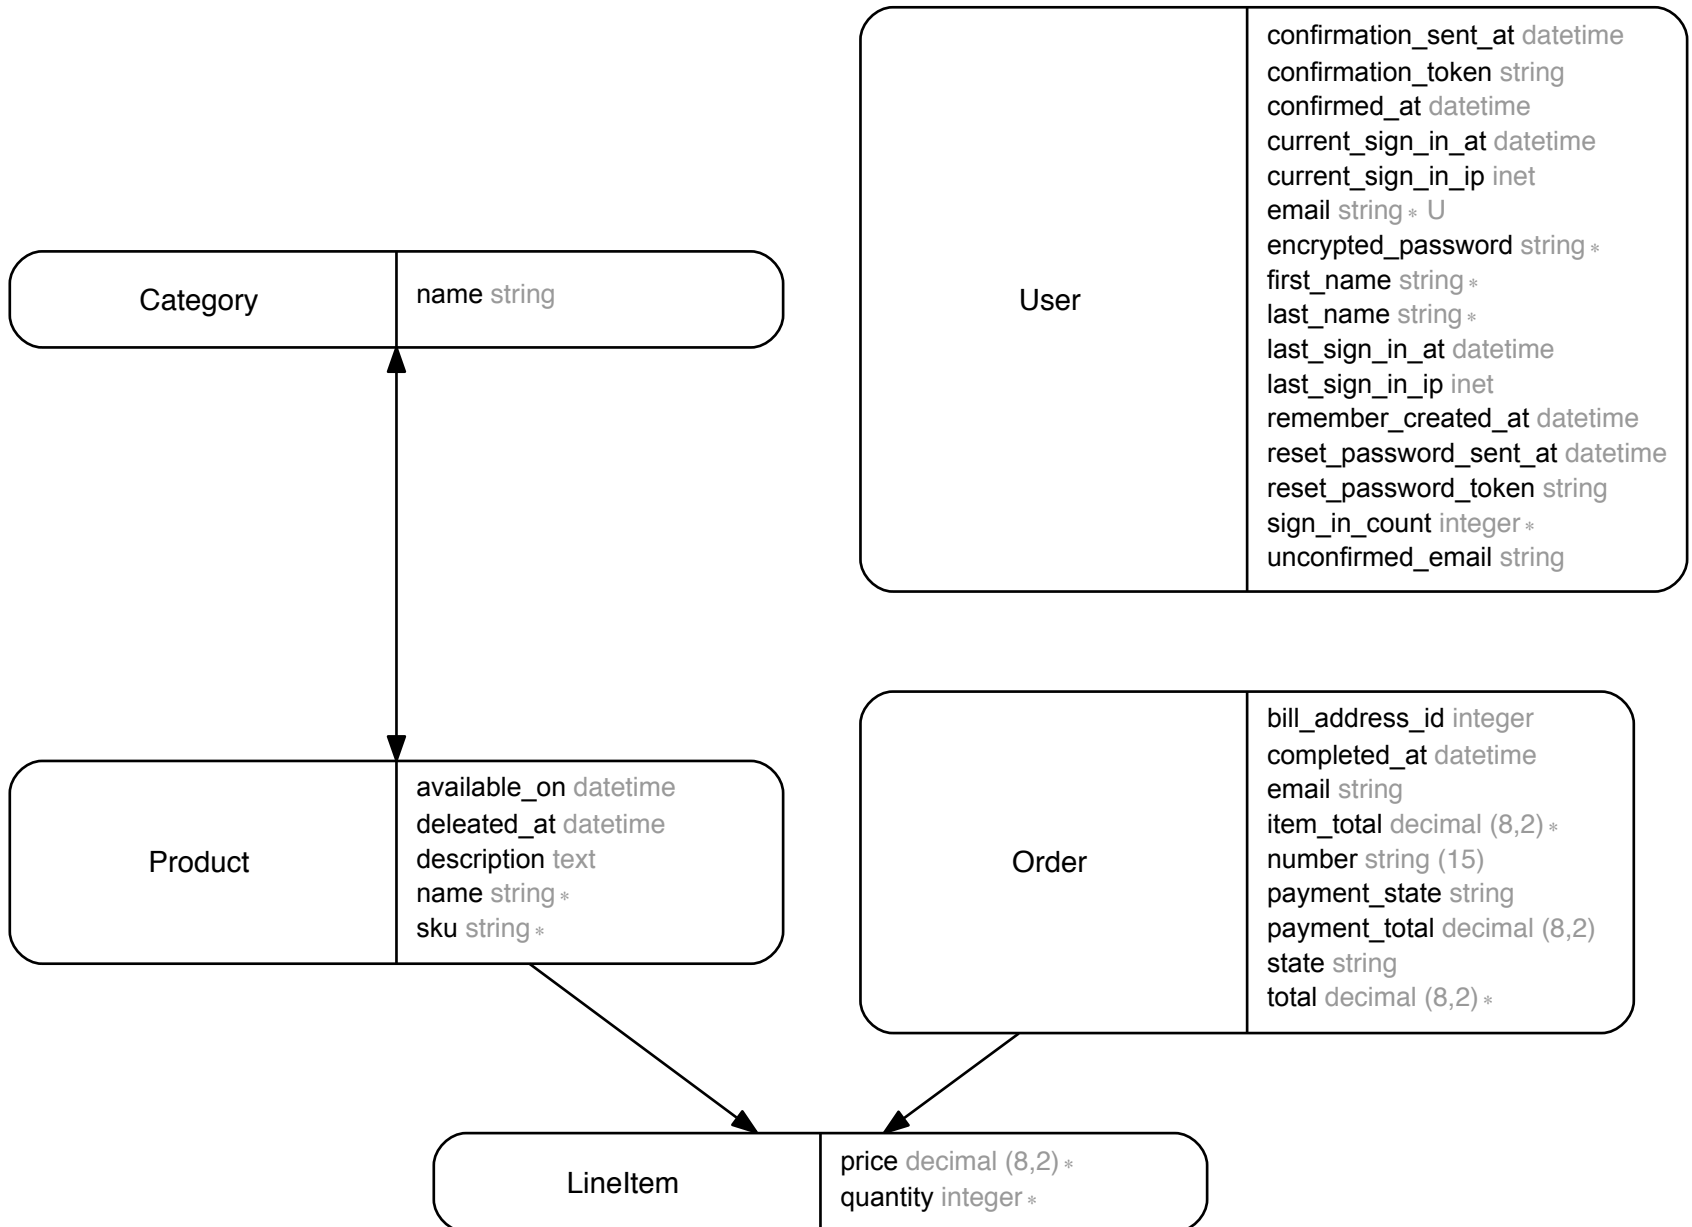 Category
name string
User
confirmation_sent_at datetime
confirmation_token string
confirmed_at datetime
current_sign_in_at datetime
current_sign_in_ip inet
email string * U
encrypted_password string *
first_name string *
last_name string *
last_sign_in_at datetime
last_sign_in_ip inet
remember_created_at datetime
reset_password_sent_at datetime
reset_password_token string
sign_in_count integer *
unconfirmed_email string
Product
available_on datetime
deleated_at datetime
description text
name string *
sku string *
Order
bill_address_id integer
completed_at datetime
email string
item_total decimal (8,2) *
number string (15)
payment_state string
payment_total decimal (8,2)
state string
total decimal (8,2) *
LineItem
price decimal (8,2) *
quantity integer *